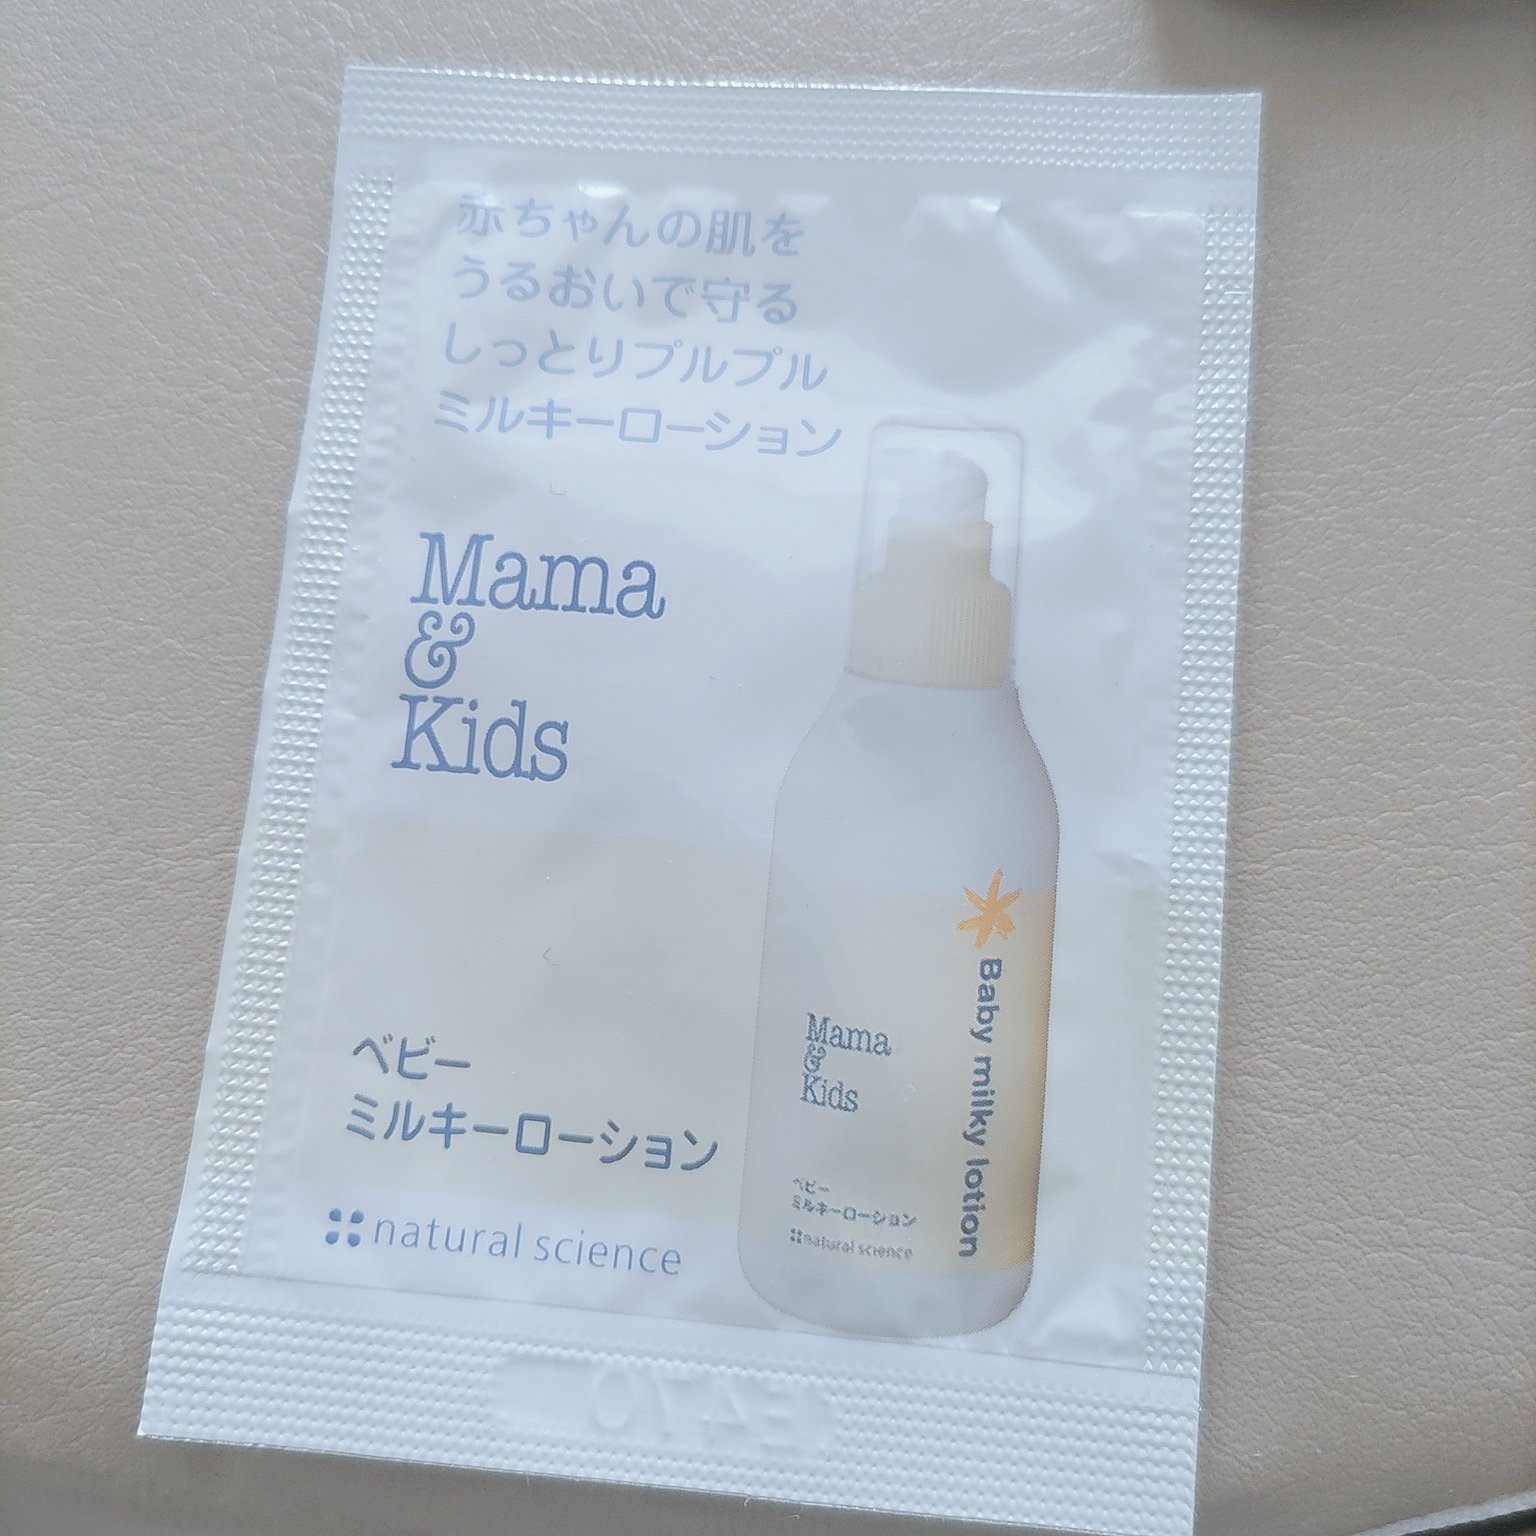 赤ちゃんの肌を
うるおいで守る
しっとりプルプル
ミルキーローション
Mama
&
Kids
ベビー
ミルキーローション
natural science
Baby milky lotion
Mama
&
Kids
ベビー
ミルキーローション
natural science